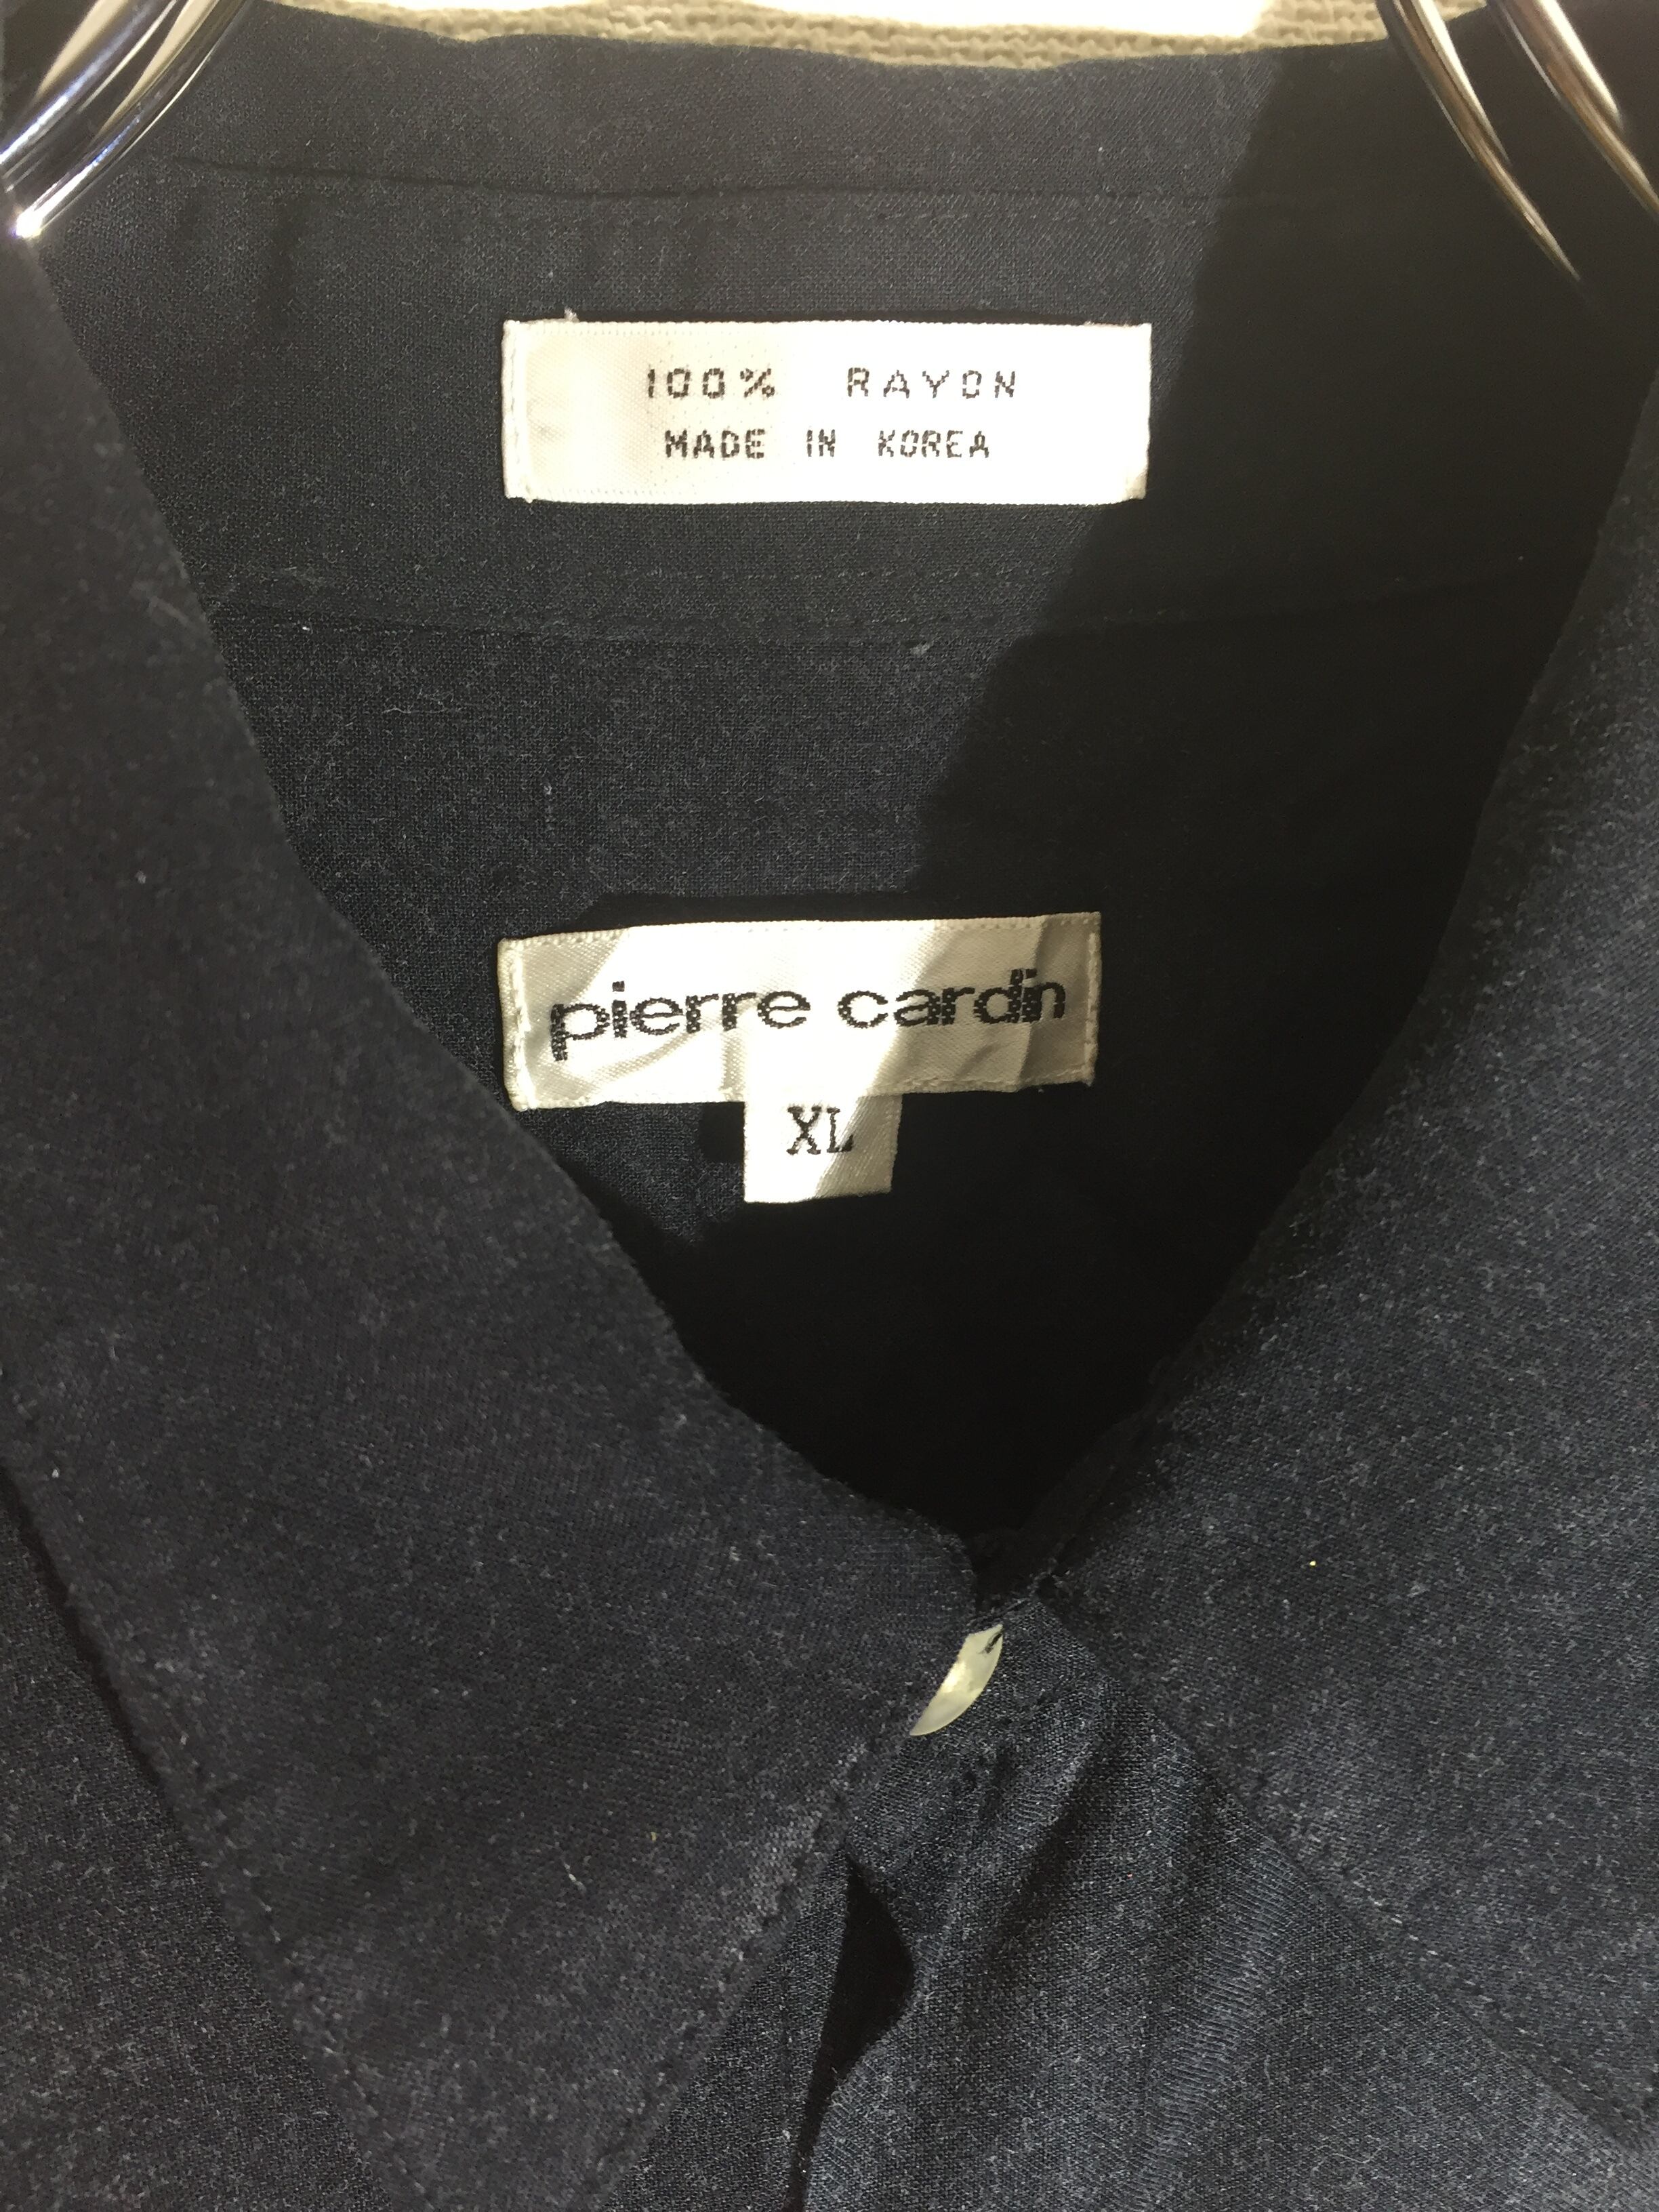 100% RAYON
MADE IN KOREA
pierre cardin
XL